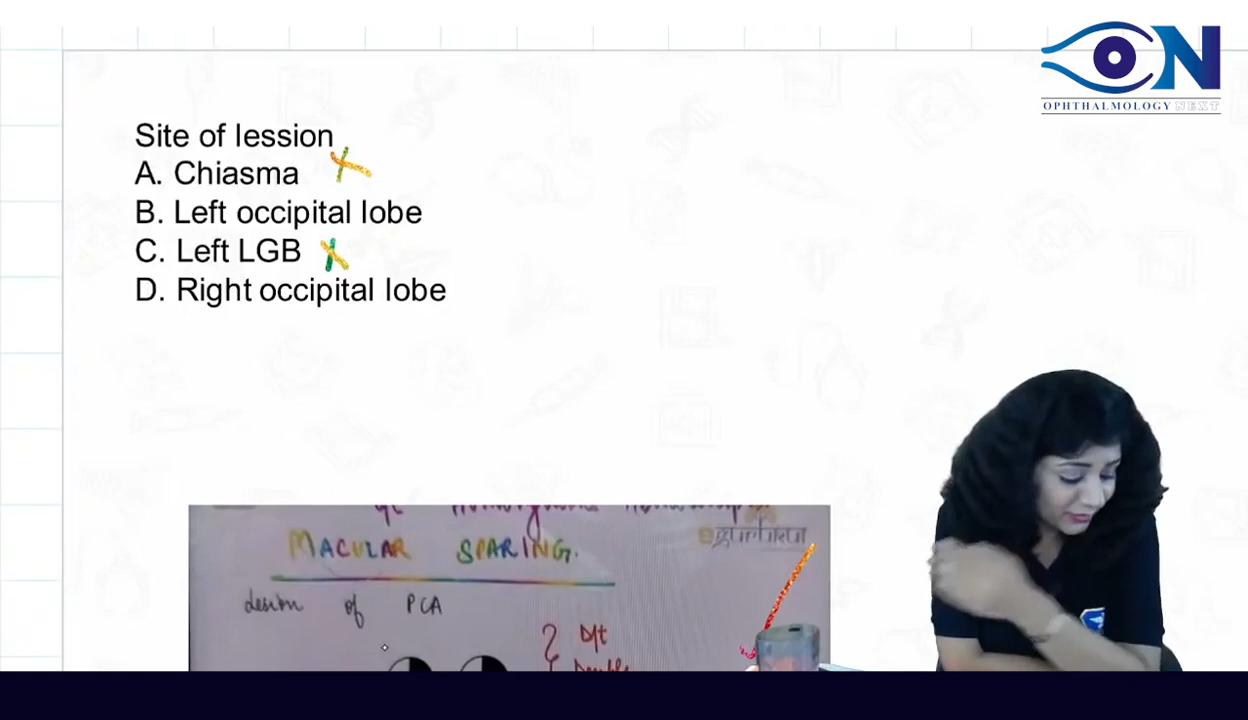 ON
OPHTHALMOLOGY NEXT
Site of lession
A. Chiasma
B. Left occipital lobe
C. Left LGB
D. Right occipital lobe
MACULAR SPARING.
lesion of PCA
D/t